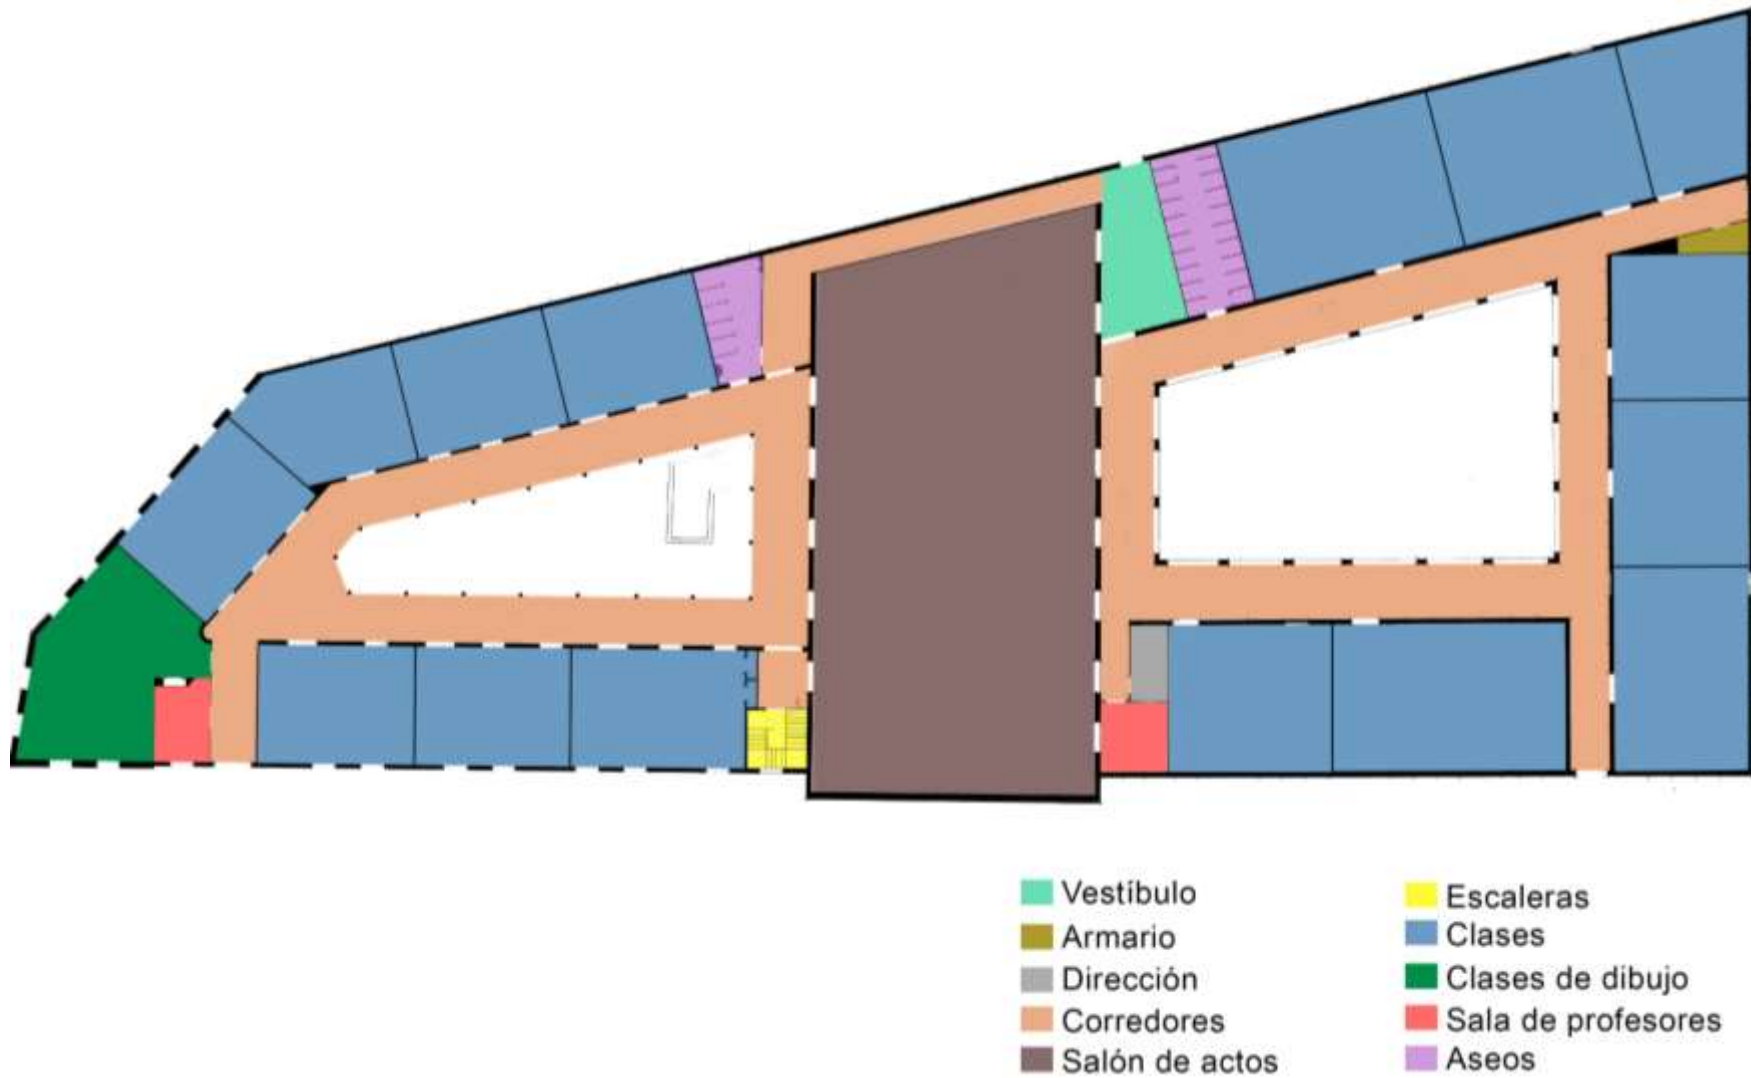 Vestíbulo
Armario
Dirección
Corredores
Salón de actos
Escaleras
Clases
Clases de dibujo
Sala de profesores
Aseos